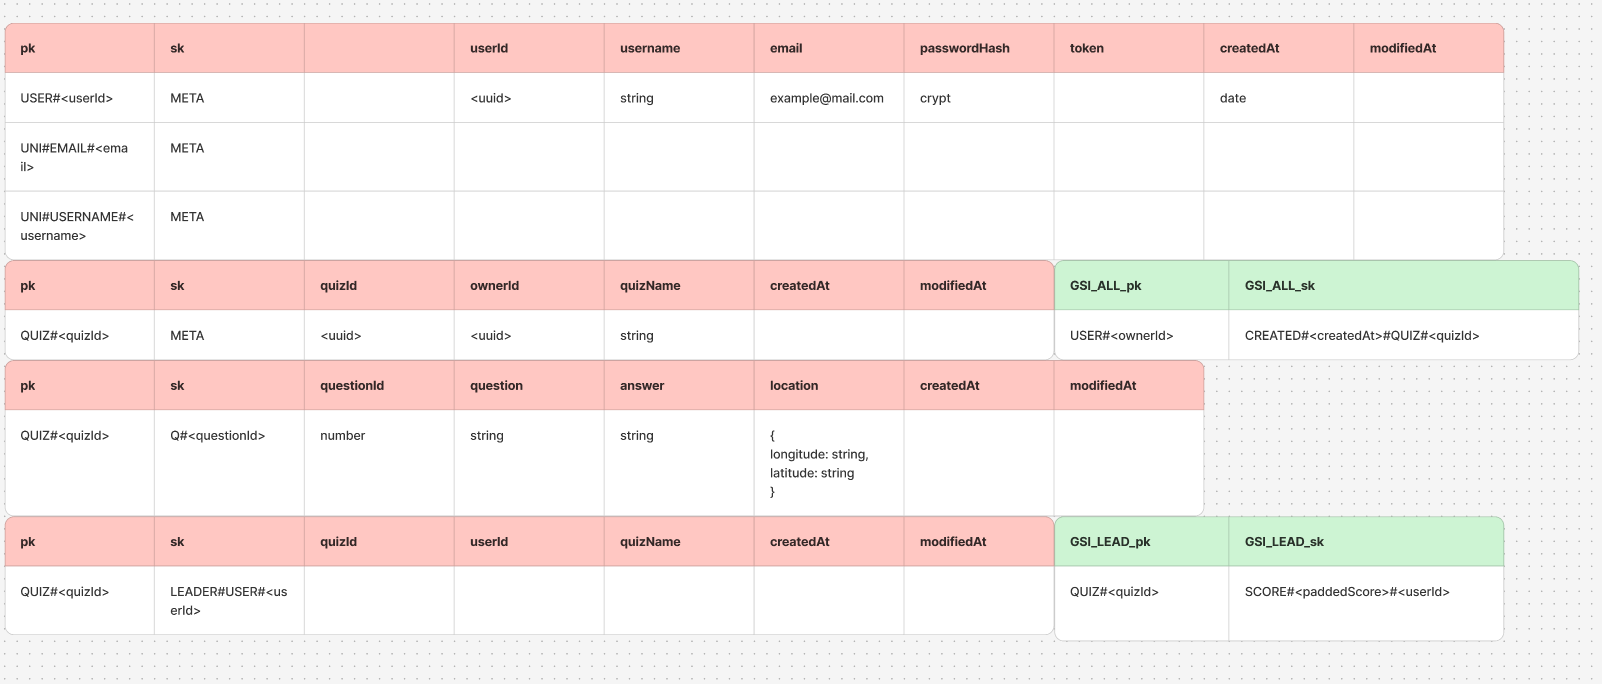 pk sk userId username email passwordHash token createdAt modifiedAt
USER#<userId> META <uuid> string example@mail.com crypt date
UNI#EMAIL#<ema META
il>
UNI#USERNAME#< META
username>
pk sk quizId ownerId quizName createdAt modifiedAt GSI_ALL_pk GSI_ALL_sk
QUIZ#<quizId> META <uuid> <uuid> string USER#<ownerId> CREATED#<createdAt>#QUIZ#<quizId>
pk sk questionId question answer location createdAt modifiedAt
QUIZ#<quizId> Q#<questionId> number string string {
longitude: string,
latitude: string
}
pk sk quizId userId quizName createdAt modifiedAt GSI_LEAD_pk GSI_LEAD_sk
QUIZ#<quizId> LEADER#USER#<us QUIZ#<quizId> SCORE#<paddedScore>#<userId>
erId>